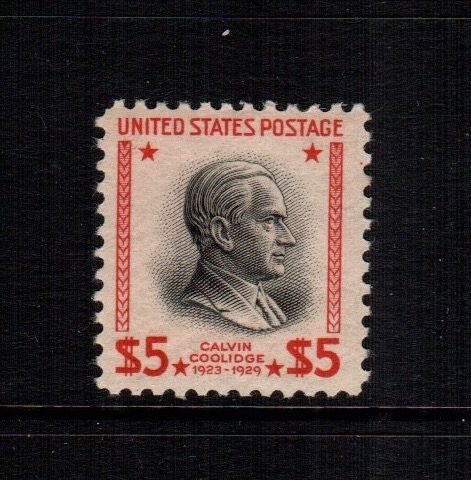 UNITED STATES POSTAGE
CALVIN
COOLIDGE
$5 1923-1929 $5